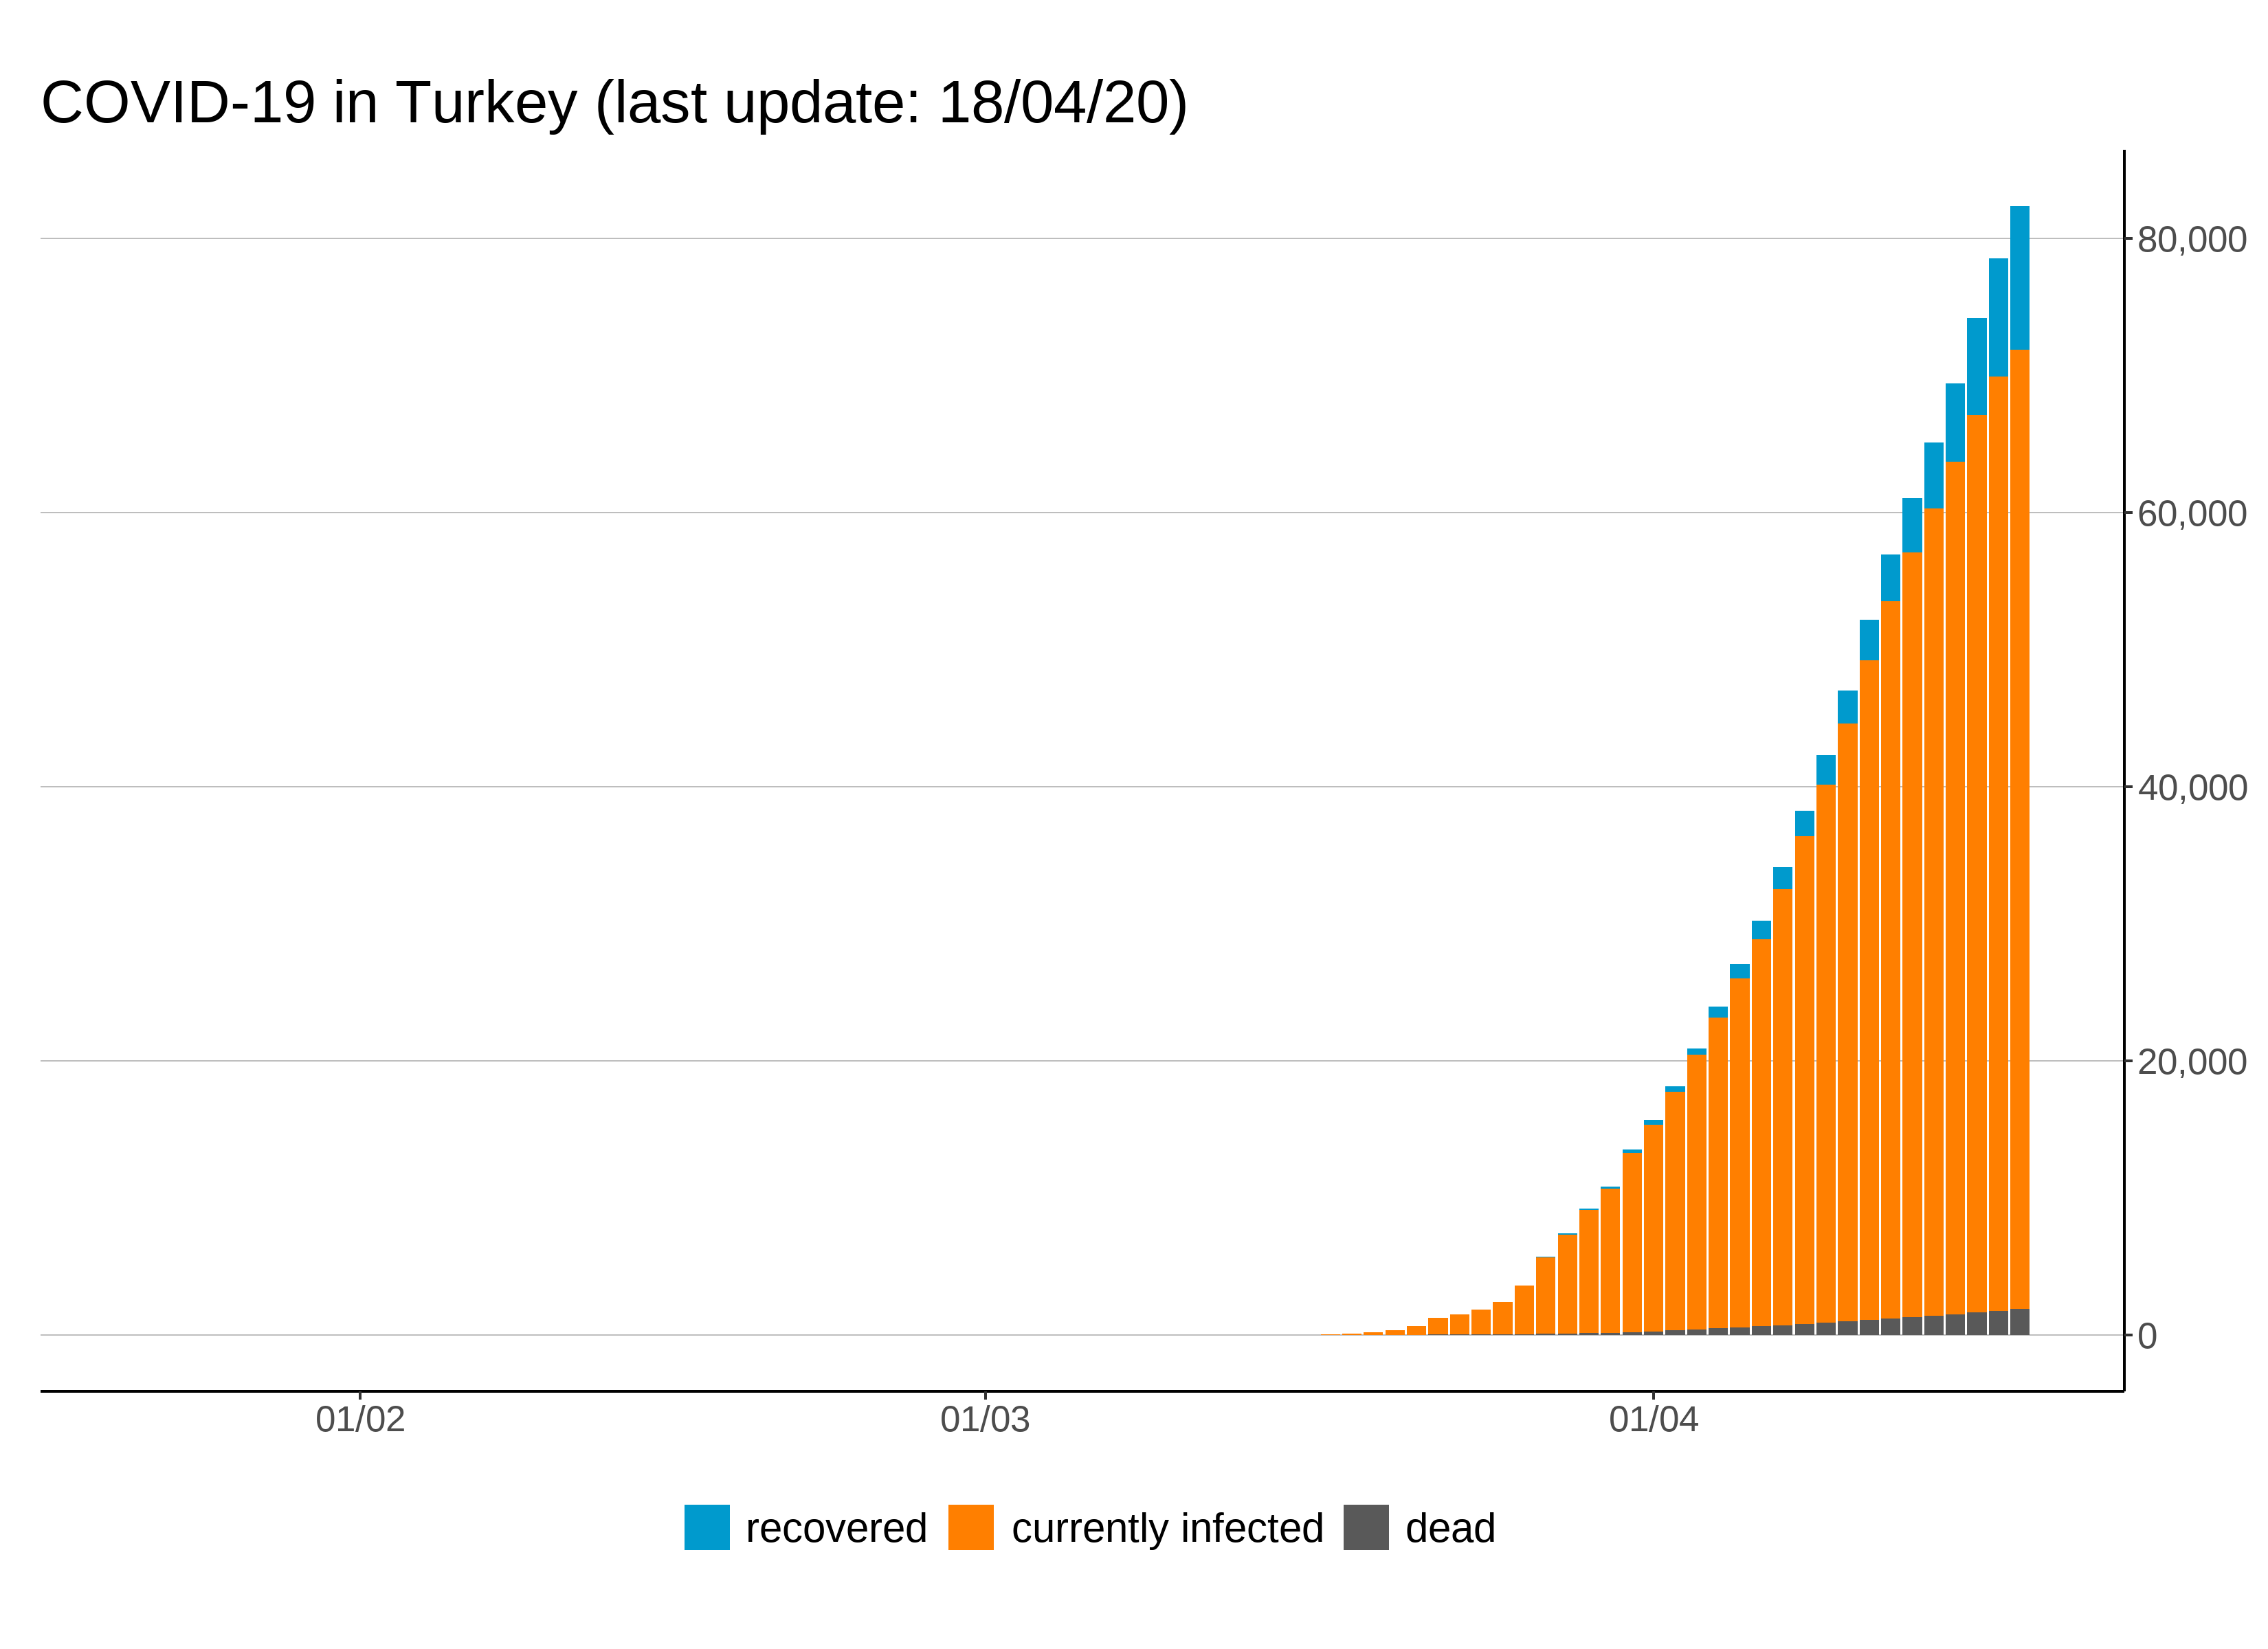 COVID-19 in Turkey (last update: 18/04/20)
80,000
60,000
40,000
20,000
0
01/02 01/03 01/04
recovered currently infected dead